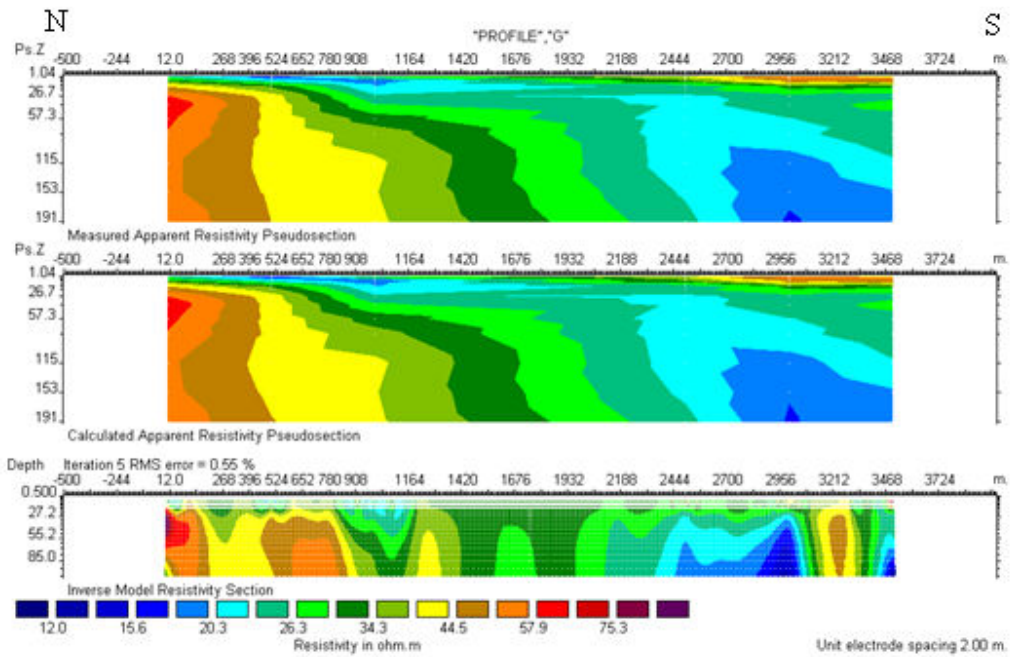 N
S
"PROFILE","G"
Ps.Z
-500 -244 12.0 268 396 524 652 780 908 1164 1420 1676 1932 2188 2444 2700 2956 3212 3468 3724 m.
1.04
26.7
57.3
115.
153.
191.
Measured Apparent Resistivity Pseudosection
Ps.Z
-500 -244 12.0 268 396 524 652 780 908 1164 1420 1676 1932 2188 2444 2700 2956 3212 3468 3724 m.
1.04
26.7
57.3
115.
153.
191.
Calculated Apparent Resistivity Pseudosection
Depth Iteration 5 RMS error = 0.55 %
-500 -244 12.0 268 396 524 652 780 908 1164 1420 1676 1932 2188 2444 2700 2956 3212 3468 3724 m.
0.500
27.2
55.2
85.0
Inverse Model Resistivity Section
12.0 15.6 20.3 26.3 34.3 44.5 57.9 75.3
Resistivity in ohm.m
Unit electrode spacing 2.00 m.